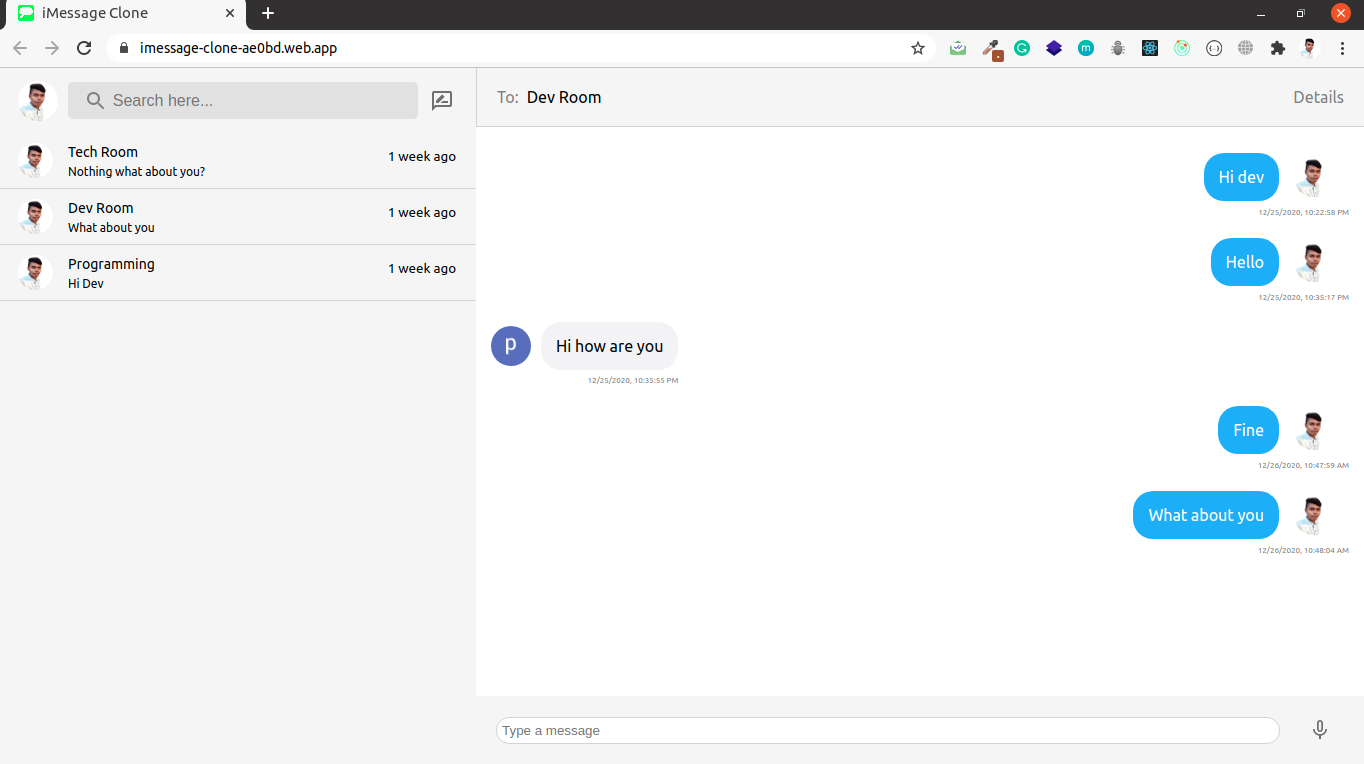 iMessage Clone
imessage-clone-ae0bd.web.app
Search here...
Tech Room
1 week ago
Nothing what about you?
Dev Room
1 week ago
What about you
Programming
1 week ago
Hi Dev
To: Dev Room
Details
Hi dev
12/25/2020, 10:22:58 PM
Hello
12/25/2020, 10:35:17 PM
p
Hi how are you
12/25/2020, 10:35:55 PM
Fine
12/26/2020, 10:47:59 AM
What about you
12/26/2020, 10:48:04 AM
Type a message